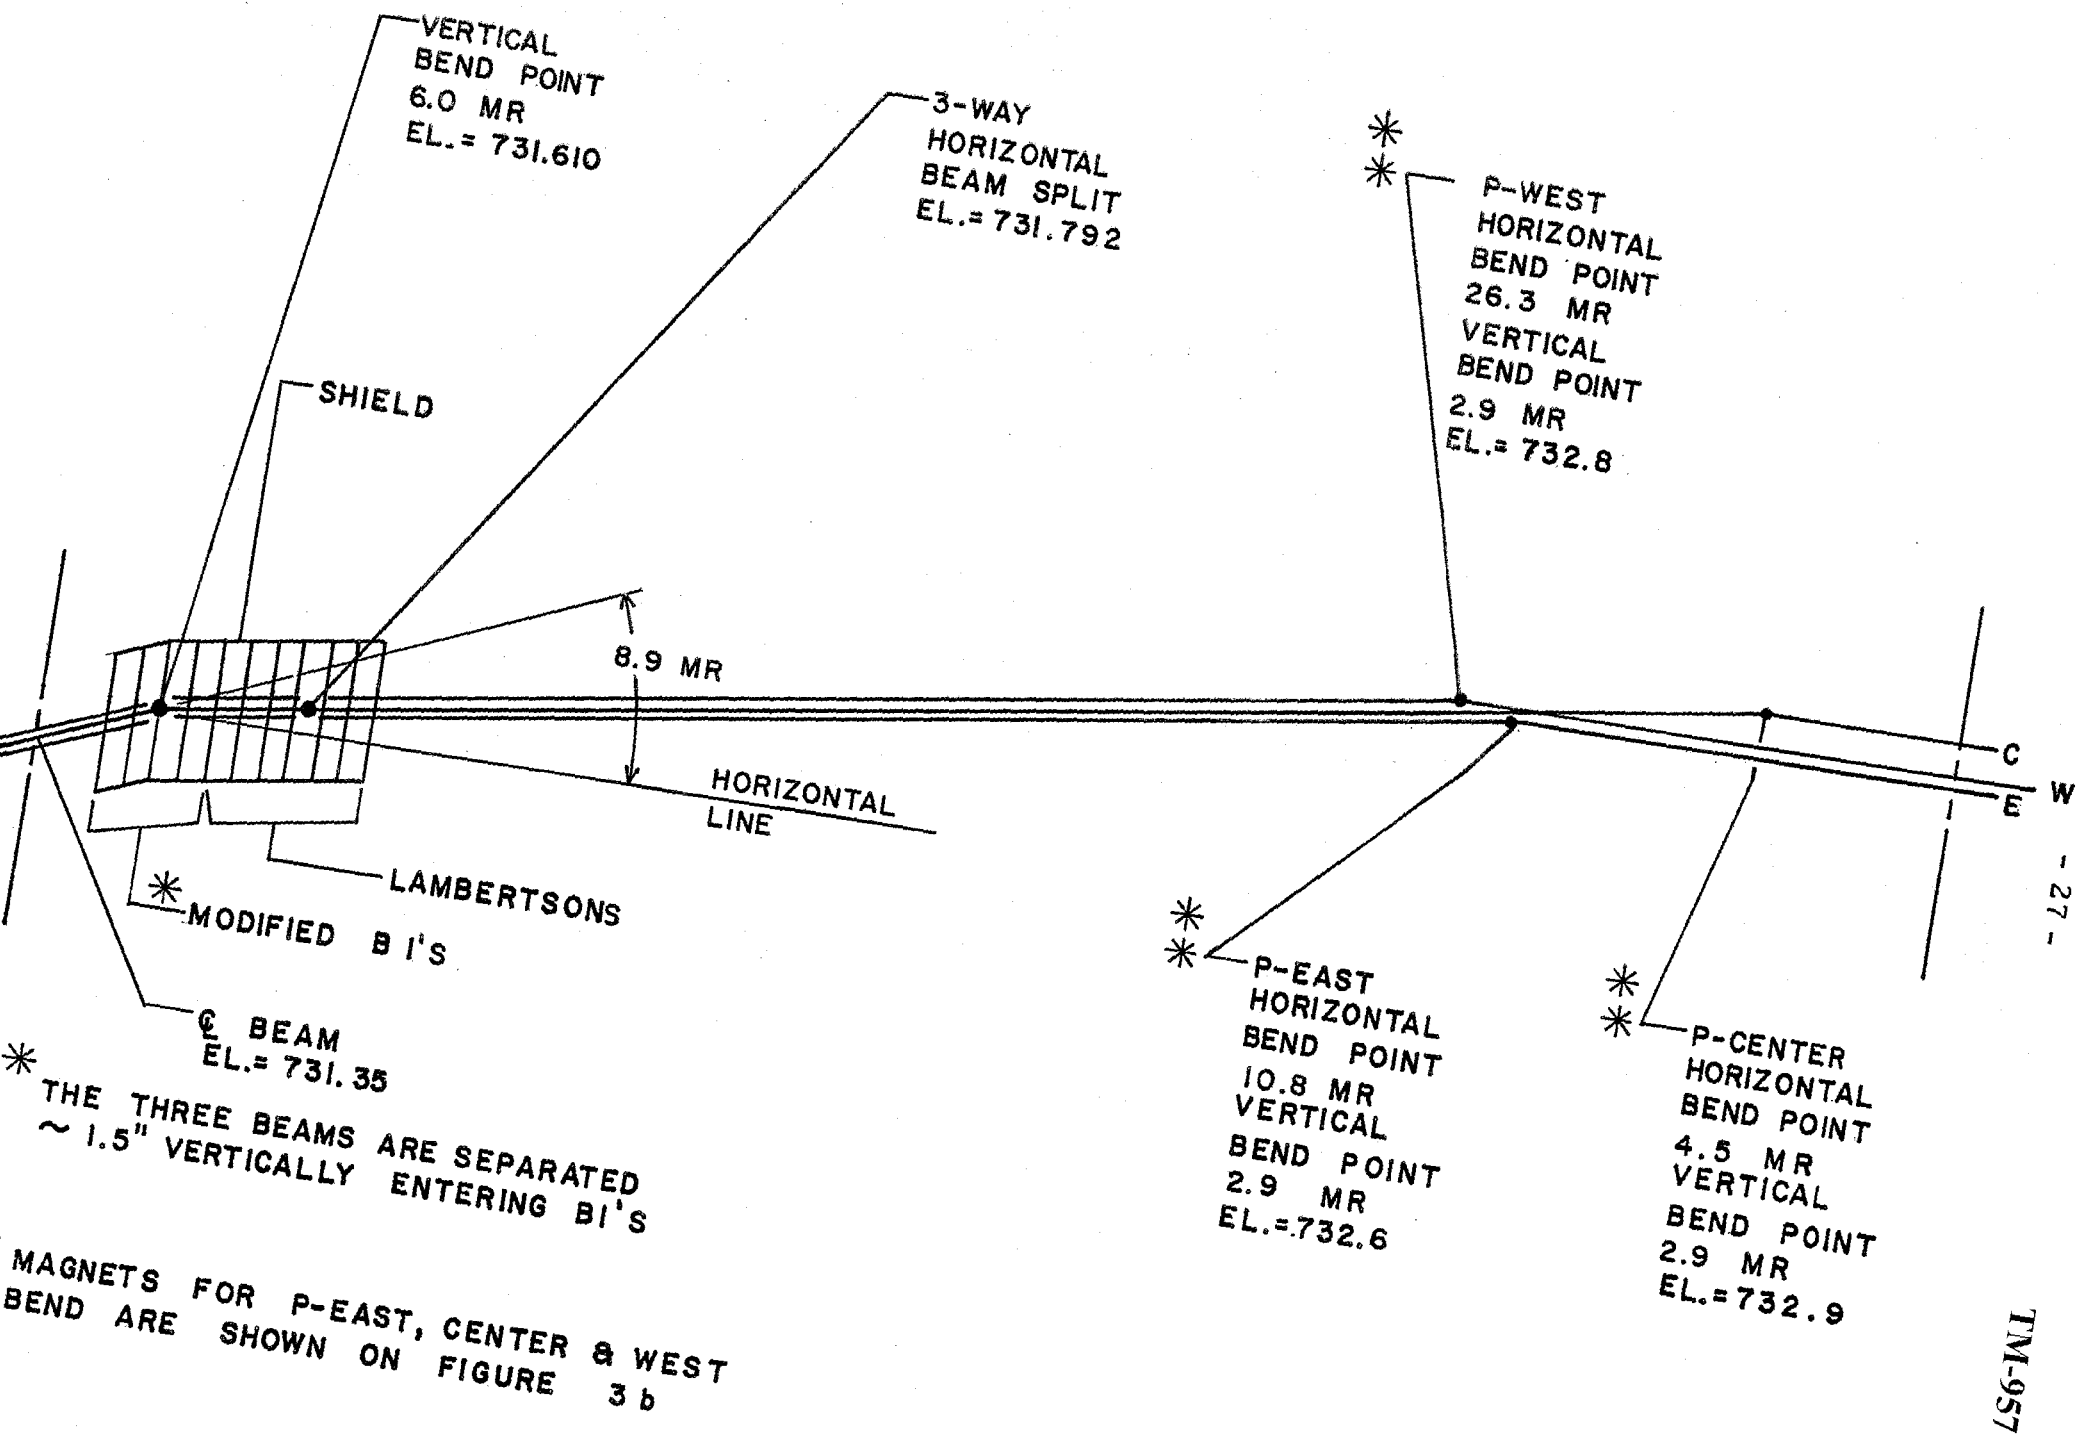 VERTICAL
BEND POINT
6.0 MR
EL.= 731.610
3-WAY
HORIZONTAL
BEAM SPLIT
EL.= 731.792
*
*
P-WEST
HORIZONTAL
BEND POINT
26.3 MR
VERTICAL
BEND POINT
2.9 MR
EL.= 732.8
SHIELD
8.9 MR
HORIZONTAL
LINE
C
W
E
LAMBERTSONS
*
MODIFIED B1'S
℄ BEAM
EL.= 731.35
*
*
P-EAST
HORIZONTAL
BEND POINT
10.8 MR
VERTICAL
BEND POINT
2.9 MR
EL.= 732.6
*
*
P-CENTER
HORIZONTAL
BEND POINT
4.5 MR
VERTICAL
BEND POINT
2.9 MR
EL.= 732.9
*
THE THREE BEAMS ARE SEPARATED
~ 1.5" VERTICALLY ENTERING B1'S
MAGNETS FOR P-EAST, CENTER & WEST
BEND ARE SHOWN ON FIGURE 3b
- 27 -
TM-957